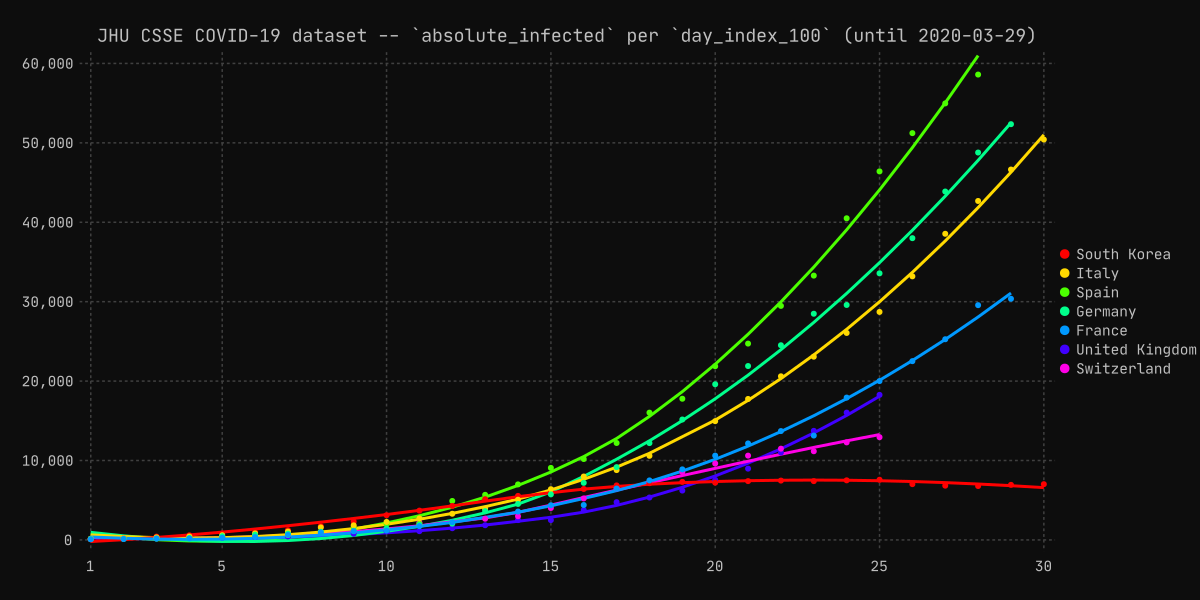 JHU CSSE COVID-19 dataset -- `absolute_infected` per `day_index_100` (until 2020-03-29)
60,000
50,000
40,000
30,000
20,000
10,000
0
1 5 10 15 20 25 30
South Korea
Italy
Spain
Germany
France
United Kingdom
Switzerland